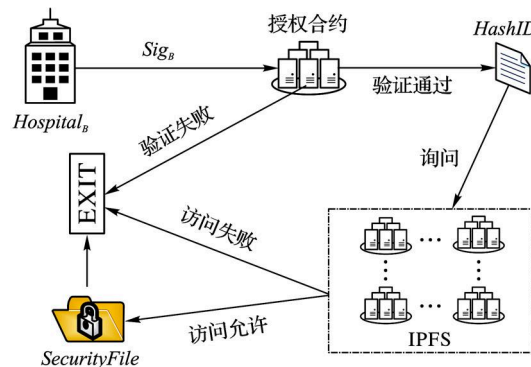 Sig_B
授权合约
HashID
Hospital_B
验证通过
验证失败
询问
EXIT
访问失败
IPFS
访问允许
SecurityFile